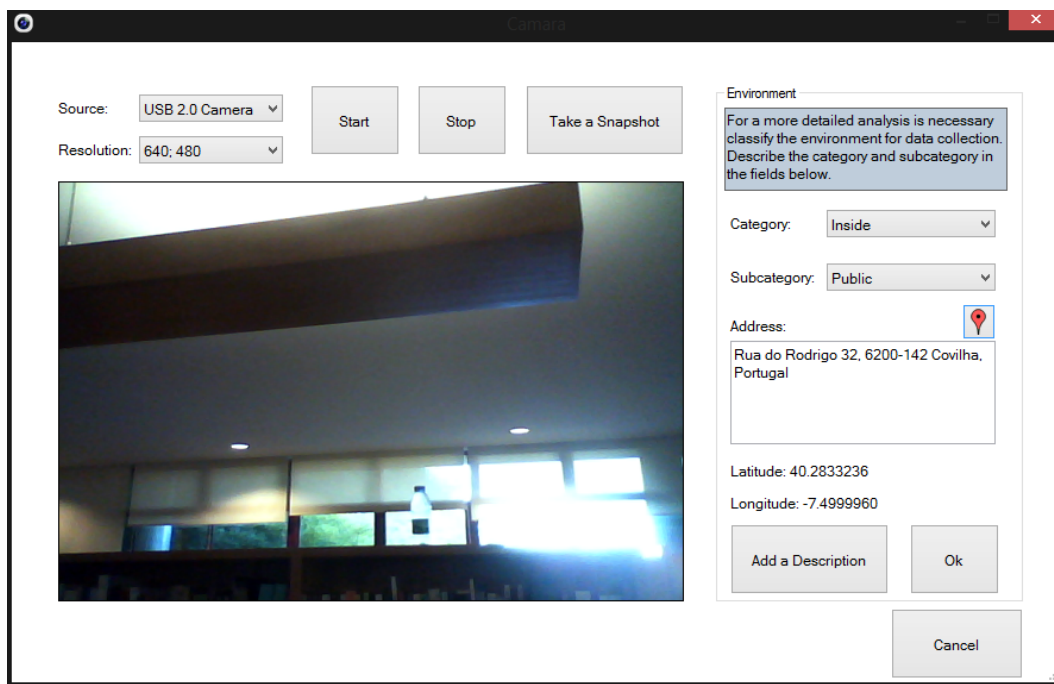 Camara
Source:
USB 2.0 Camera
Start
Stop
Take a Snapshot
Resolution:
640; 480
Environment
For a more detailed analysis is necessary
classify the environment for data collection.
Describe the category and subcategory in
the fields below.
Category:
Inside
Subcategory:
Public
Address:
Rua do Rodrigo 32, 6200-142 Covilha,
Portugal
Latitude: 40.2833236
Longitude: -7.4999960
Add a Description
Ok
Cancel